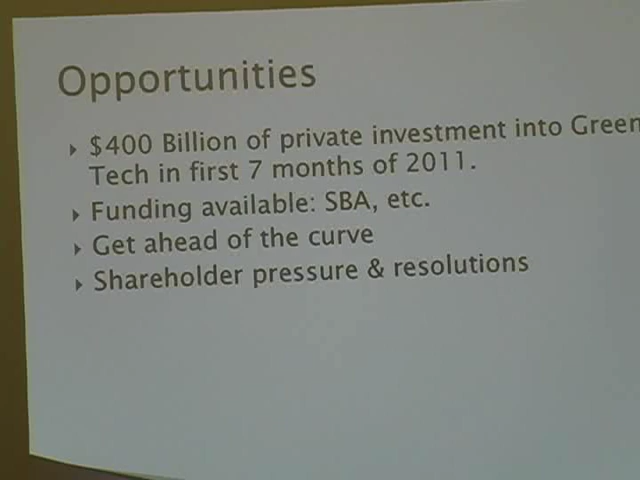 Opportunities
$400 Billion of private investment into Green
Tech in first 7 months of 2011.
Funding available: SBA, etc.
Get ahead of the curve
Shareholder pressure & resolutions